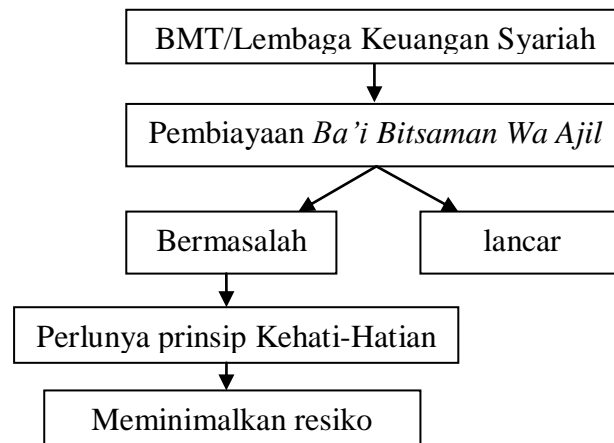 BMT/Lembaga Keuangan Syariah
Pembiayaan Ba’i Bitsaman Wa Ajil
Bermasalah
lancar
Perlunya prinsip Kehati-Hatian
Meminimalkan resiko